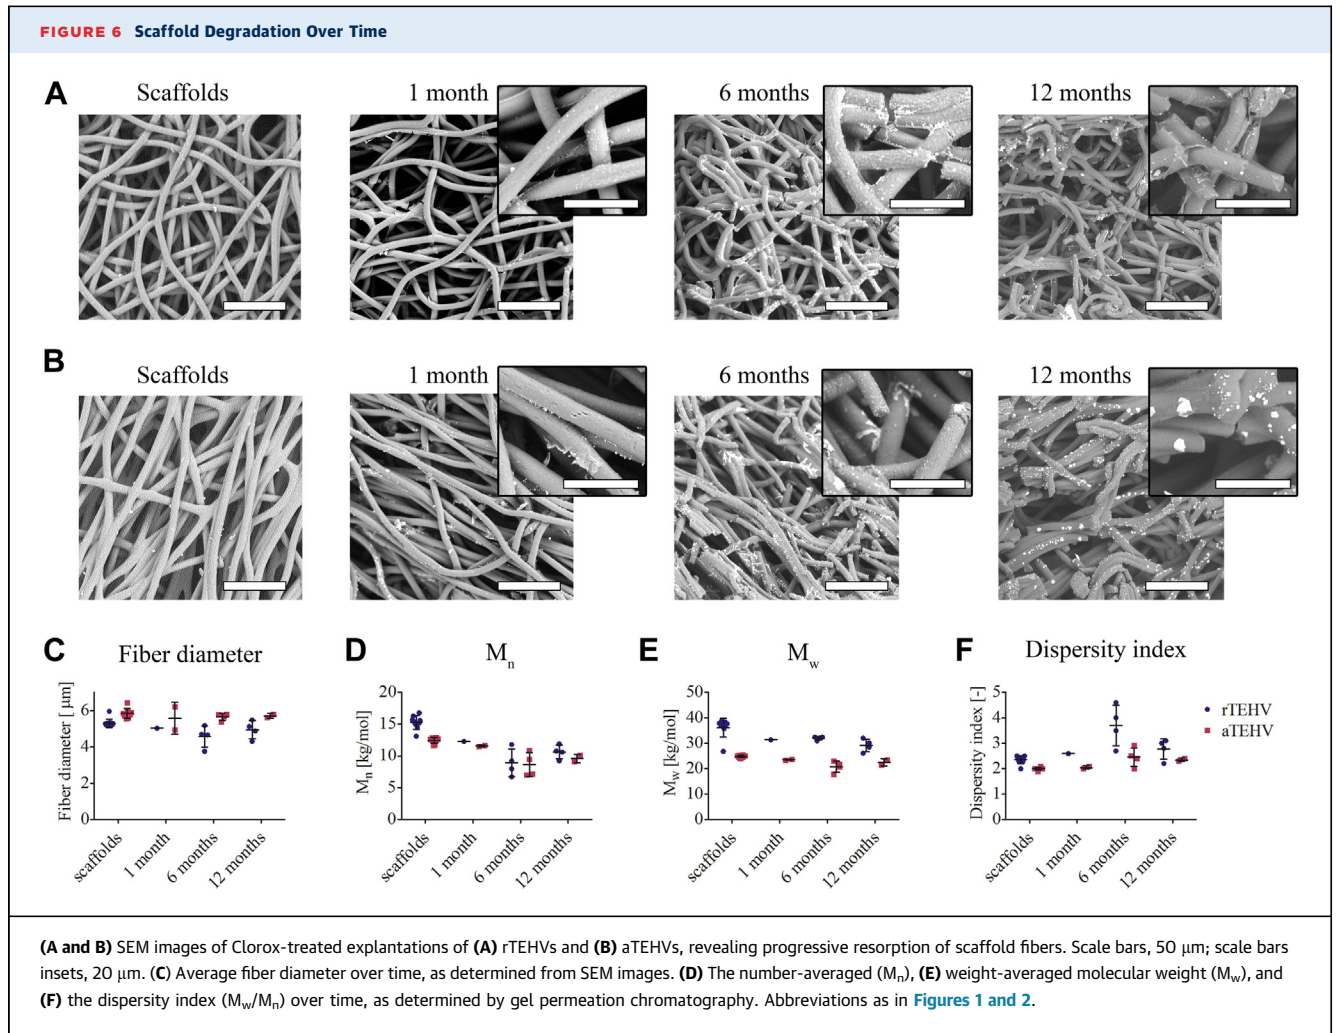 FIGURE 6 Scaffold Degradation Over Time
A
Scaffolds
1 month
6 months
12 months
B
Scaffolds
1 month
6 months
12 months
C
Fiber diameter
Fiber diameter [ μm]
6
4
2
0
scaffolds
1 month
6 months
12 months
D
Mn
Mn [kg/mol]
20
15
10
5
0
scaffolds
1 month
6 months
12 months
E
Mw
Mw [kg/mol]
50
40
30
20
10
0
scaffolds
1 month
6 months
12 months
F
Dispersity index
Dispersity index [-]
5
4
3
2
1
0
scaffolds
1 month
6 months
12 months
rTEHV
aTEHV
(A and B) SEM images of Clorox-treated explantations of (A) rTEHVs and (B) aTEHVs, revealing progressive resorption of scaffold fibers. Scale bars, 50 μm; scale bars
insets, 20 μm. (C) Average fiber diameter over time, as determined from SEM images. (D) The number-averaged (Mn), (E) weight-averaged molecular weight (Mw), and
(F) the dispersity index (Mw/Mn) over time, as determined by gel permeation chromatography. Abbreviations as in Figures 1 and 2.